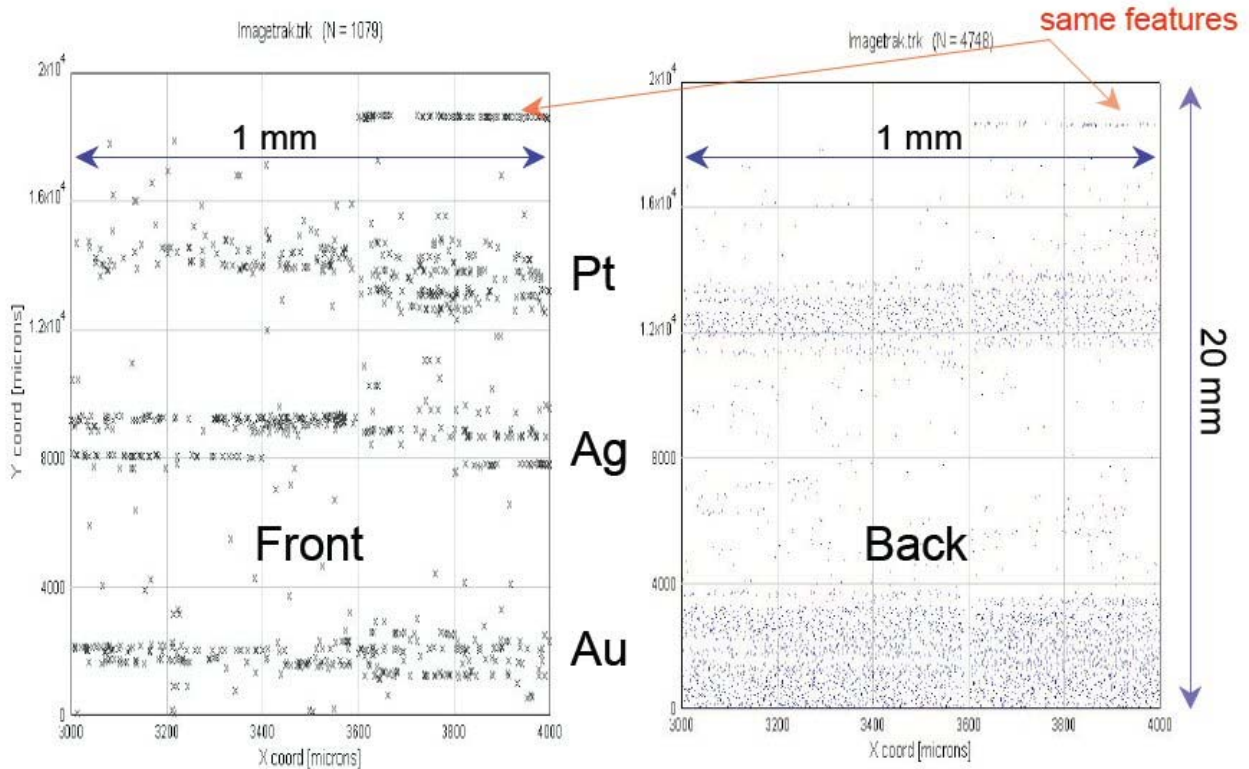 same features
Imagetrak.trk (N = 1079)
Imagetrak.trk (N = 4748)
2x10^4
1.6x10^4
1.2x10^4
8000
4000
0
Y coord [microns]
1 mm
Front
3000 3200 3400 3600 3800 4000
X coord [microns]
Pt
Ag
Au
2x10^4
1.6x10^4
1.2x10^4
8000
4000
0
1 mm
Back
3000 3200 3400 3600 3800 4000
X coord [microns]
20 mm